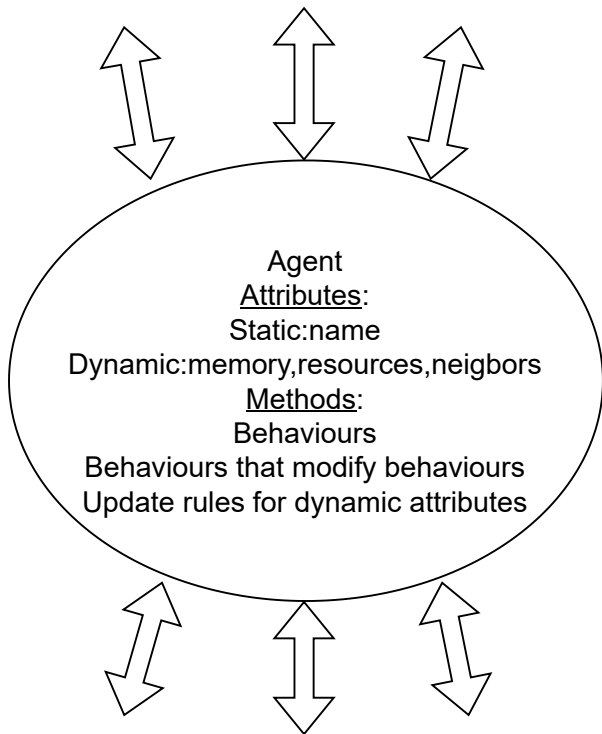 Agent
Attributes:
Static:name
Dynamic:memory,resources,neigbors
Methods:
Behaviours
Behaviours that modify behaviours
Update rules for dynamic attributes